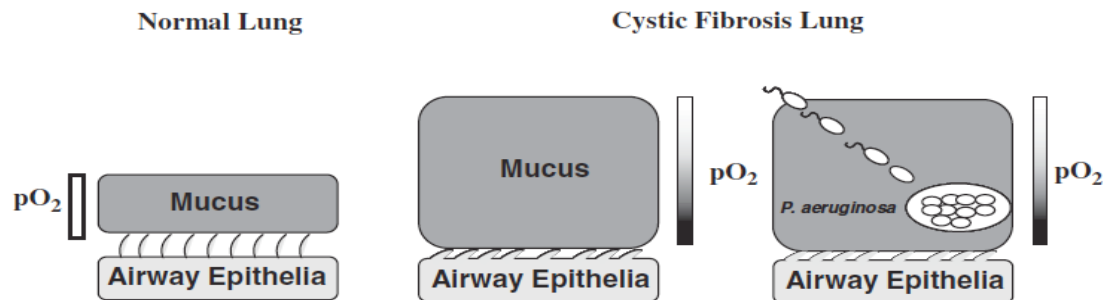 Normal Lung
Cystic Fibrosis Lung
pO2
Mucus
Airway Epithelia
Mucus
pO2
Airway Epithelia
P. aeruginosa
pO2
Airway Epithelia